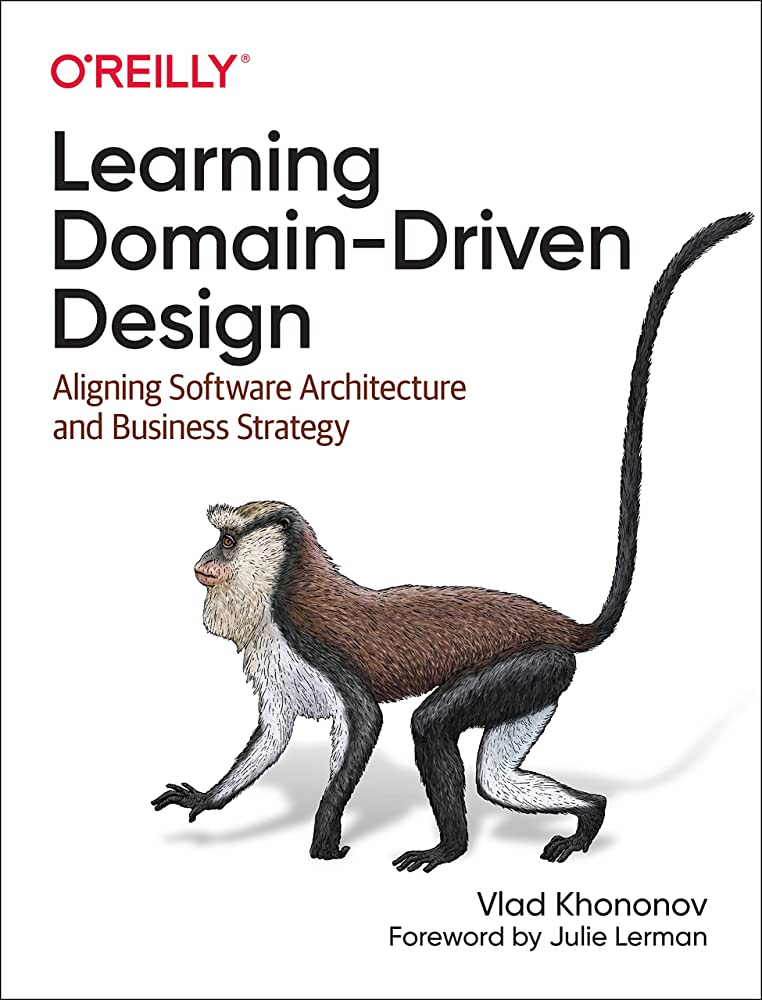 O'REILLY®
Learning
Domain-Driven
Design
Aligning Software Architecture
and Business Strategy
Vlad Khononov
Foreword by Julie Lerman